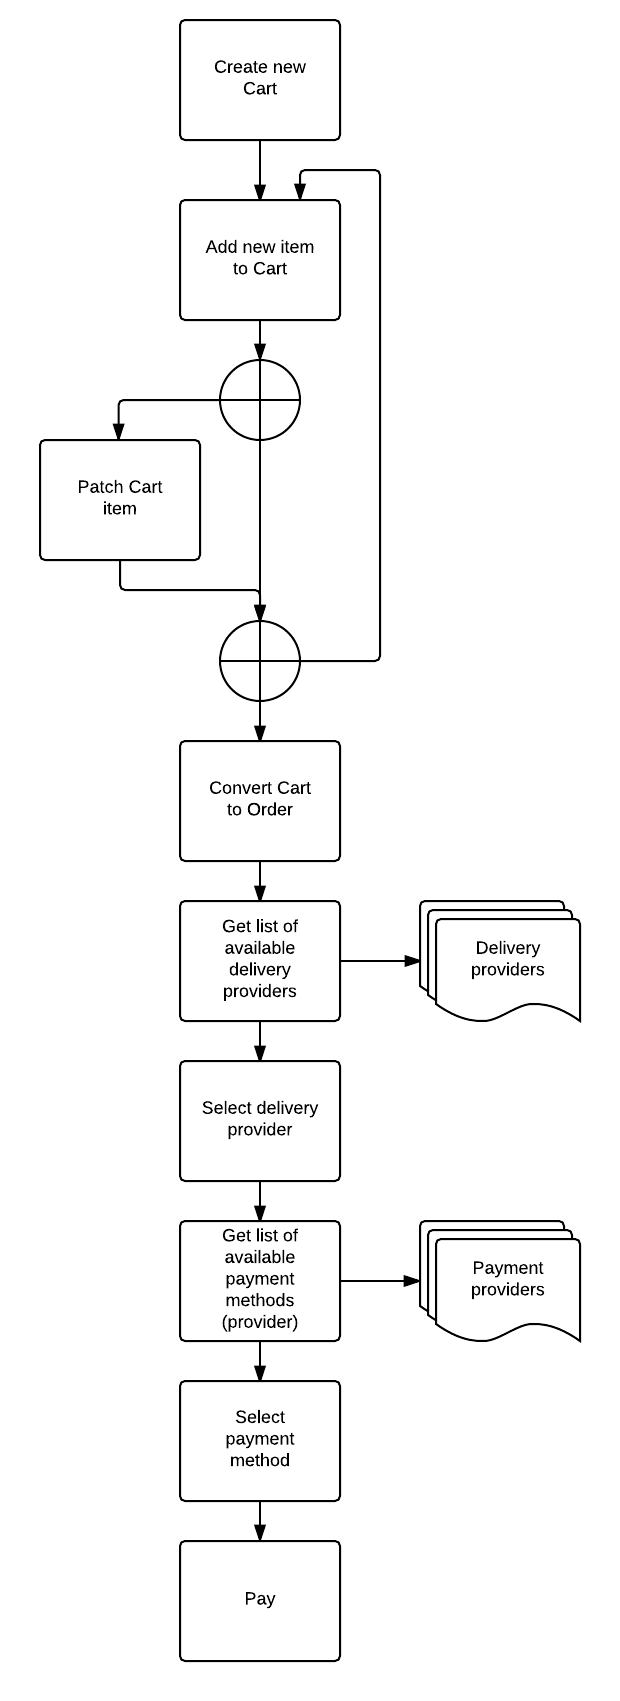 Create new
Cart
Add new item
to Cart
Patch Cart
item
Convert Cart
to Order
Get list of
available
delivery
providers
Delivery
providers
Select delivery
provider
Get list of
available
payment
methods
(provider)
Payment
providers
Select
payment
method
Pay